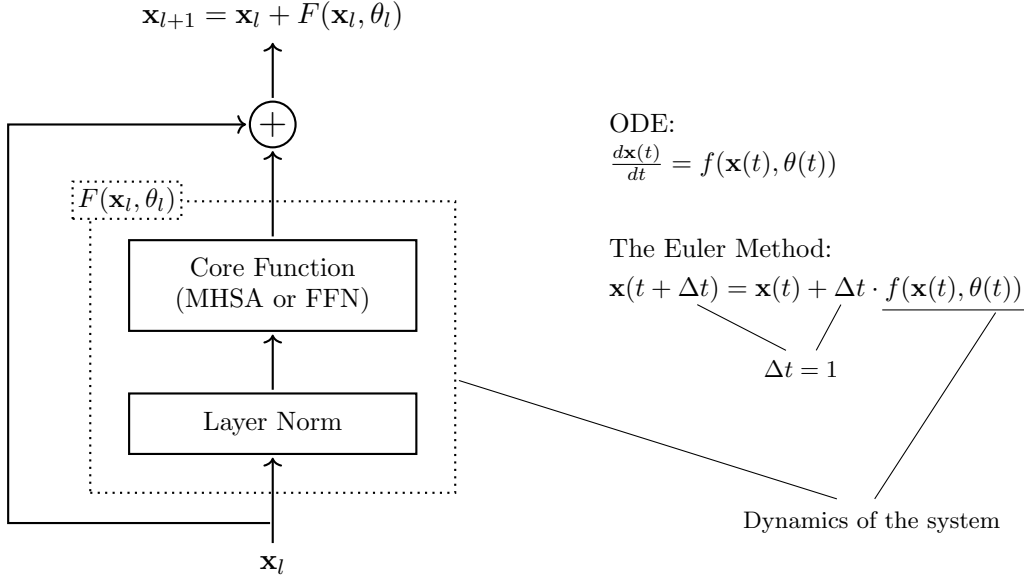 x_{l+1} = x_l + F(x_l, θ_l)
+
F(x_l, θ_l)
Core Function
(MHSA or FFN)
Layer Norm
x_l
ODE:
dx(t)/dt = f(x(t), θ(t))
The Euler Method:
x(t + Δt) = x(t) + Δt · f(x(t), θ(t))
Δt = 1
Dynamics of the system